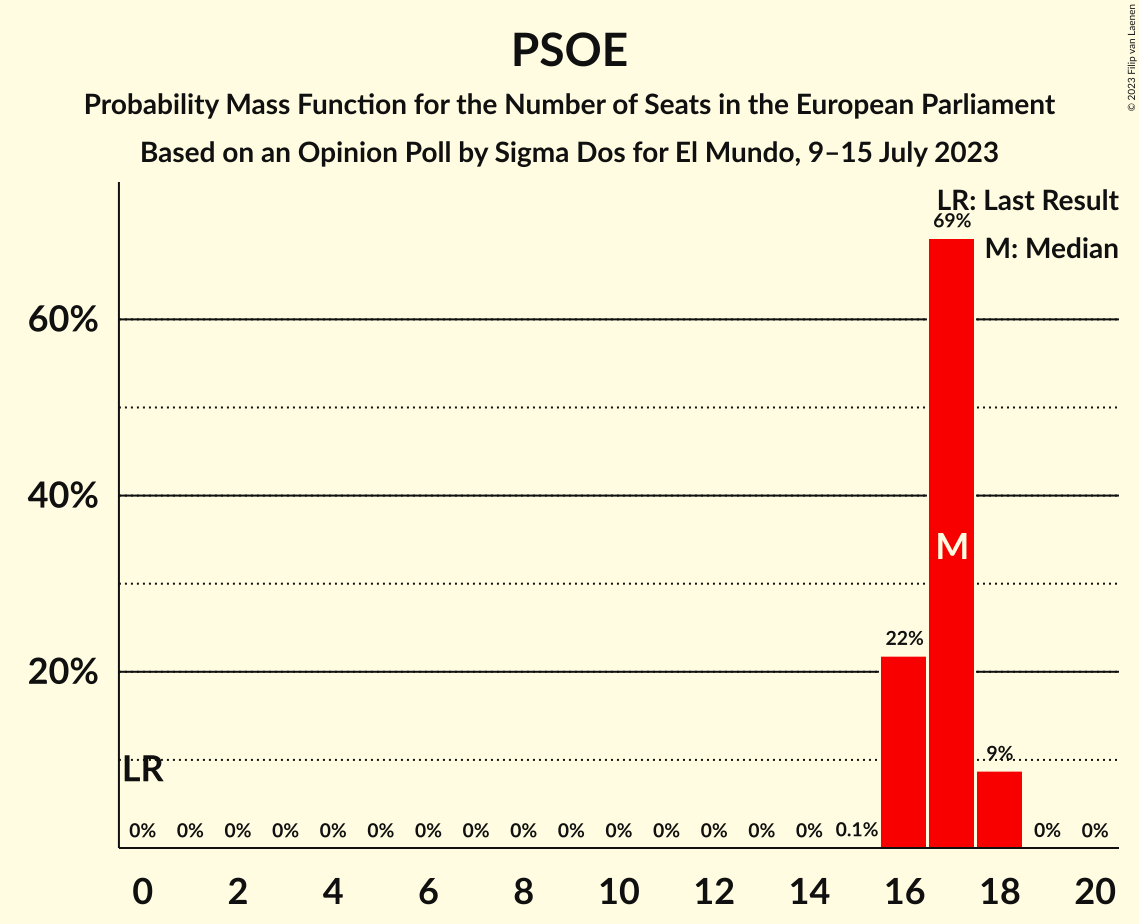 PSOE
Probability Mass Function for the Number of Seats in the European Parliament
Based on an Opinion Poll by Sigma Dos for El Mundo, 9–15 July 2023
© 2023 Filip van Laenen
LR: Last Result
M: Median
69%
60%
40%
M
22%
20%
LR
9%
0% 0% 0% 0% 0% 0% 0% 0% 0% 0% 0% 0% 0% 0% 0% 0.1% 0% 0%
0 2 4 6 8 10 12 14 16 18 20